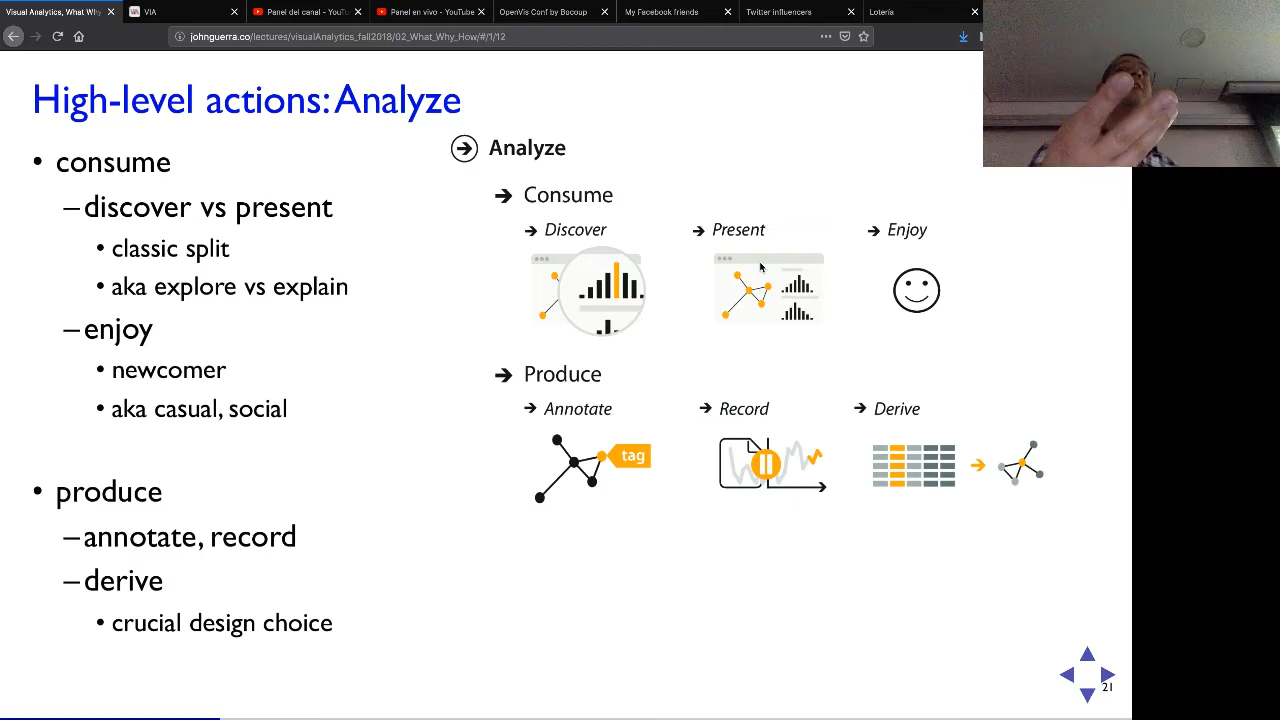 Visual Analytics, What Why
VIA
Panel del canal - YouTu
Panel en vivo - YouTube
OpenVis Conf by Bocoup
My Facebook friends
Twitter influencers
Lotería
johnguerra.co/lectures/visualAnalytics_fall2018/02_What_Why_How/#/1/12
High-level actions: Analyze
• consume
–discover vs present
• classic split
• aka explore vs explain
–enjoy
• newcomer
• aka casual, social
• produce
–annotate, record
–derive
• crucial design choice
Analyze
Consume
Discover
Present
Enjoy
Produce
Annotate
Record
Derive
tag
21